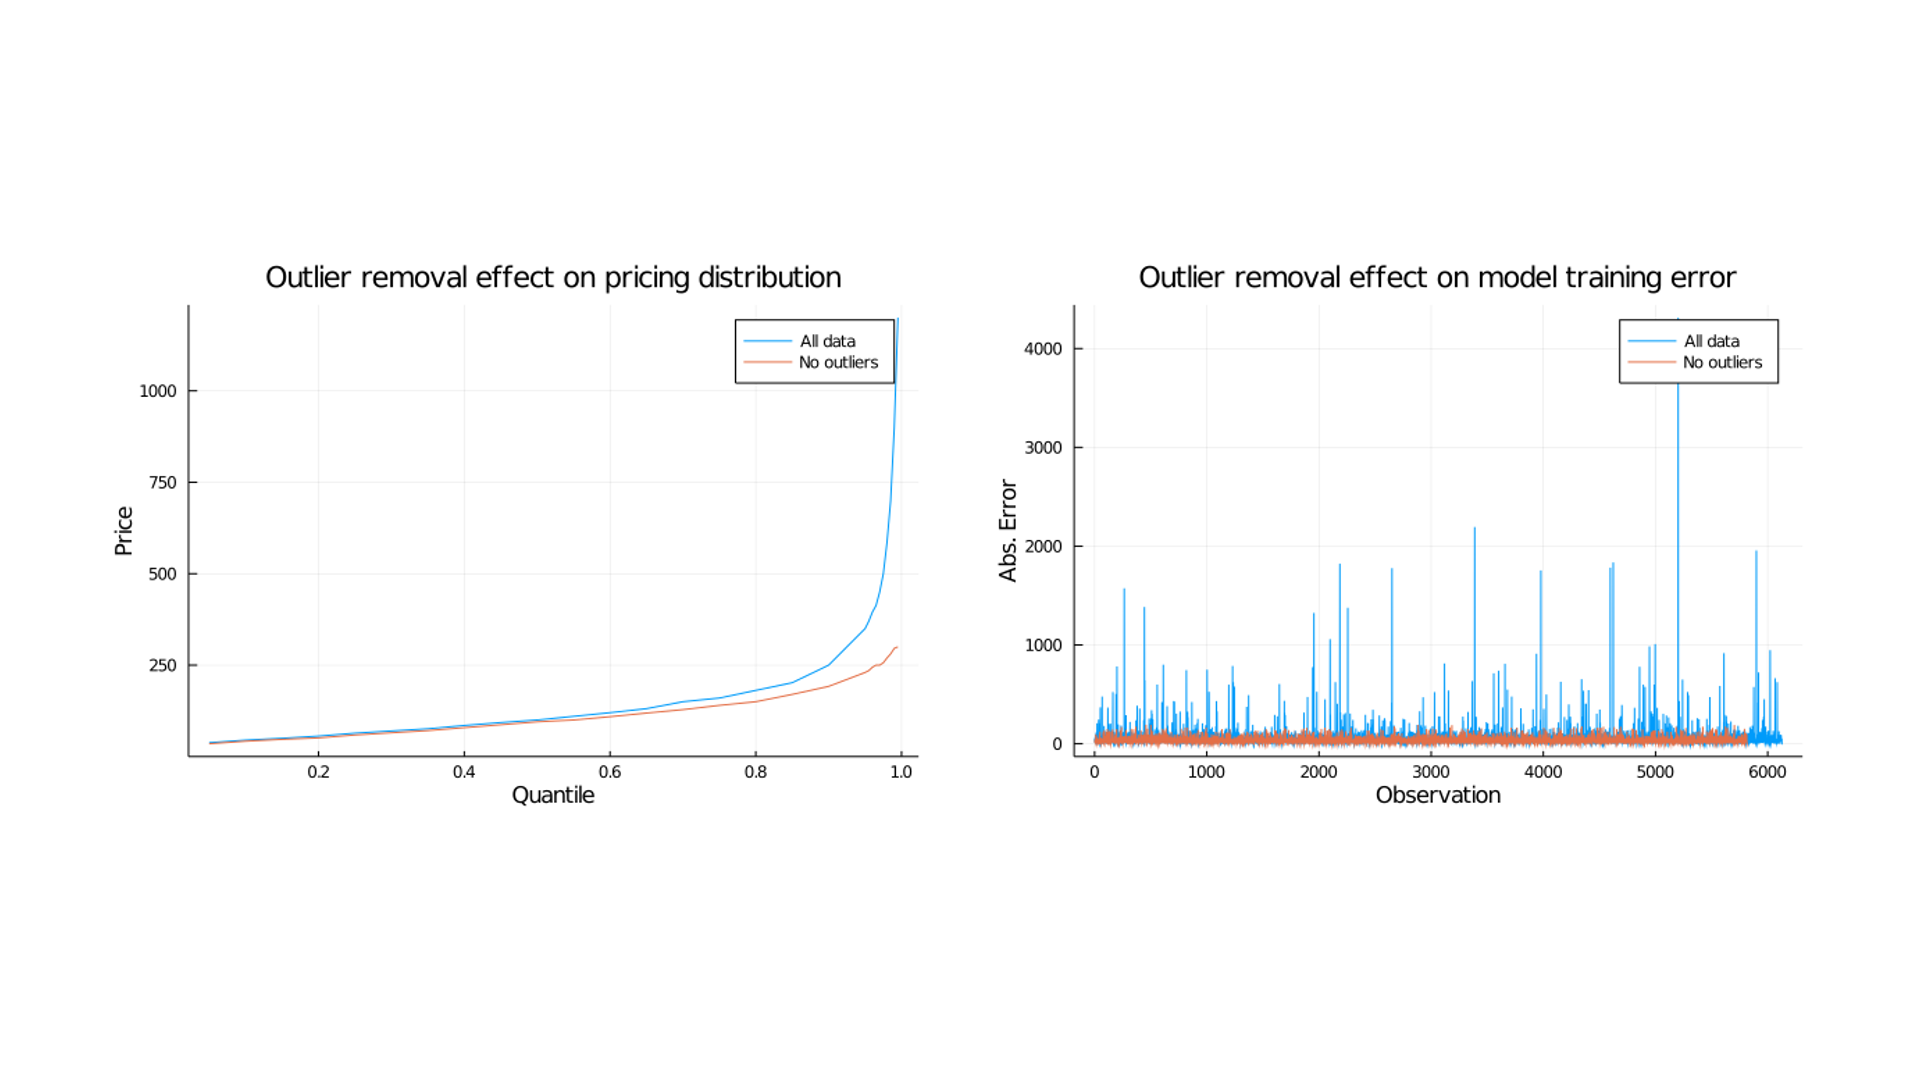 Outlier removal effect on pricing distribution
All data
No outliers
1000
750
500
250
Price
0.2 0.4 0.6 0.8 1.0
Quantile
Outlier removal effect on model training error
All data
No outliers
4000
3000
2000
1000
0
Abs. Error
0 1000 2000 3000 4000 5000 6000
Observation